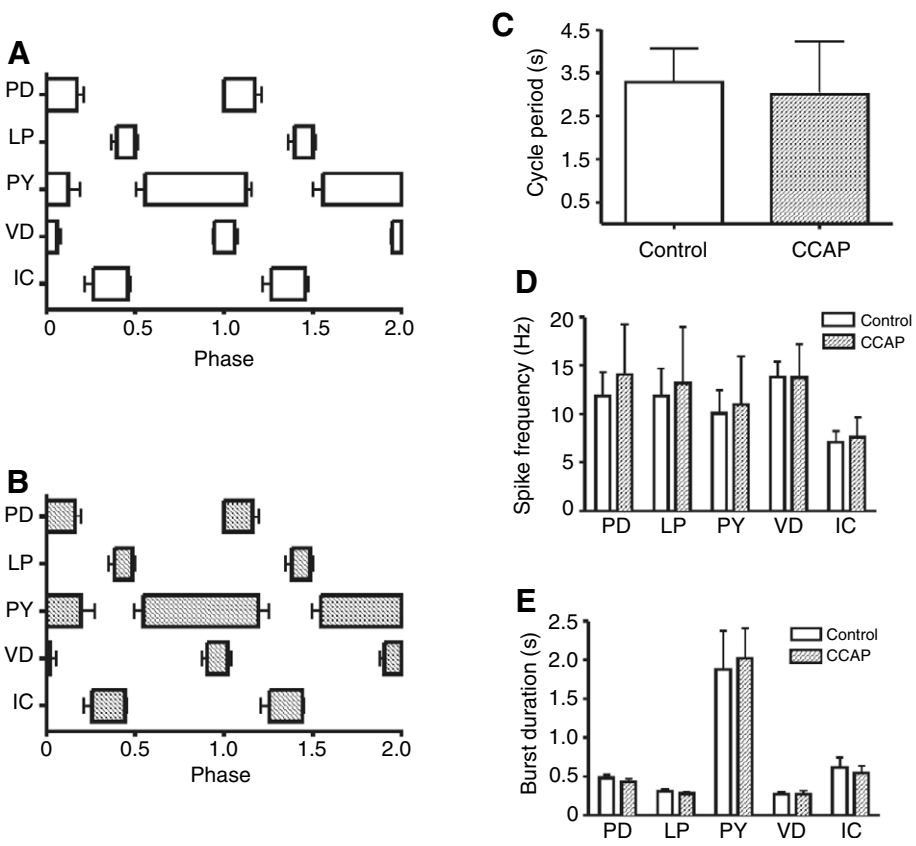 A
PD
LP
PY
VD
IC
0 0.5 1.0 1.5 2.0
Phase
B
PD
LP
PY
VD
IC
0 0.5 1.0 1.5 2.0
Phase
C
Cycle period (s)
4.5
3.5
2.5
1.5
0.5
Control CCAP
D
Spike frequency (Hz)
20
15
10
5
0
Control
CCAP
PD LP PY VD IC
E
Burst duration (s)
2.5
2.0
1.5
1.0
0.5
0
Control
CCAP
PD LP PY VD IC